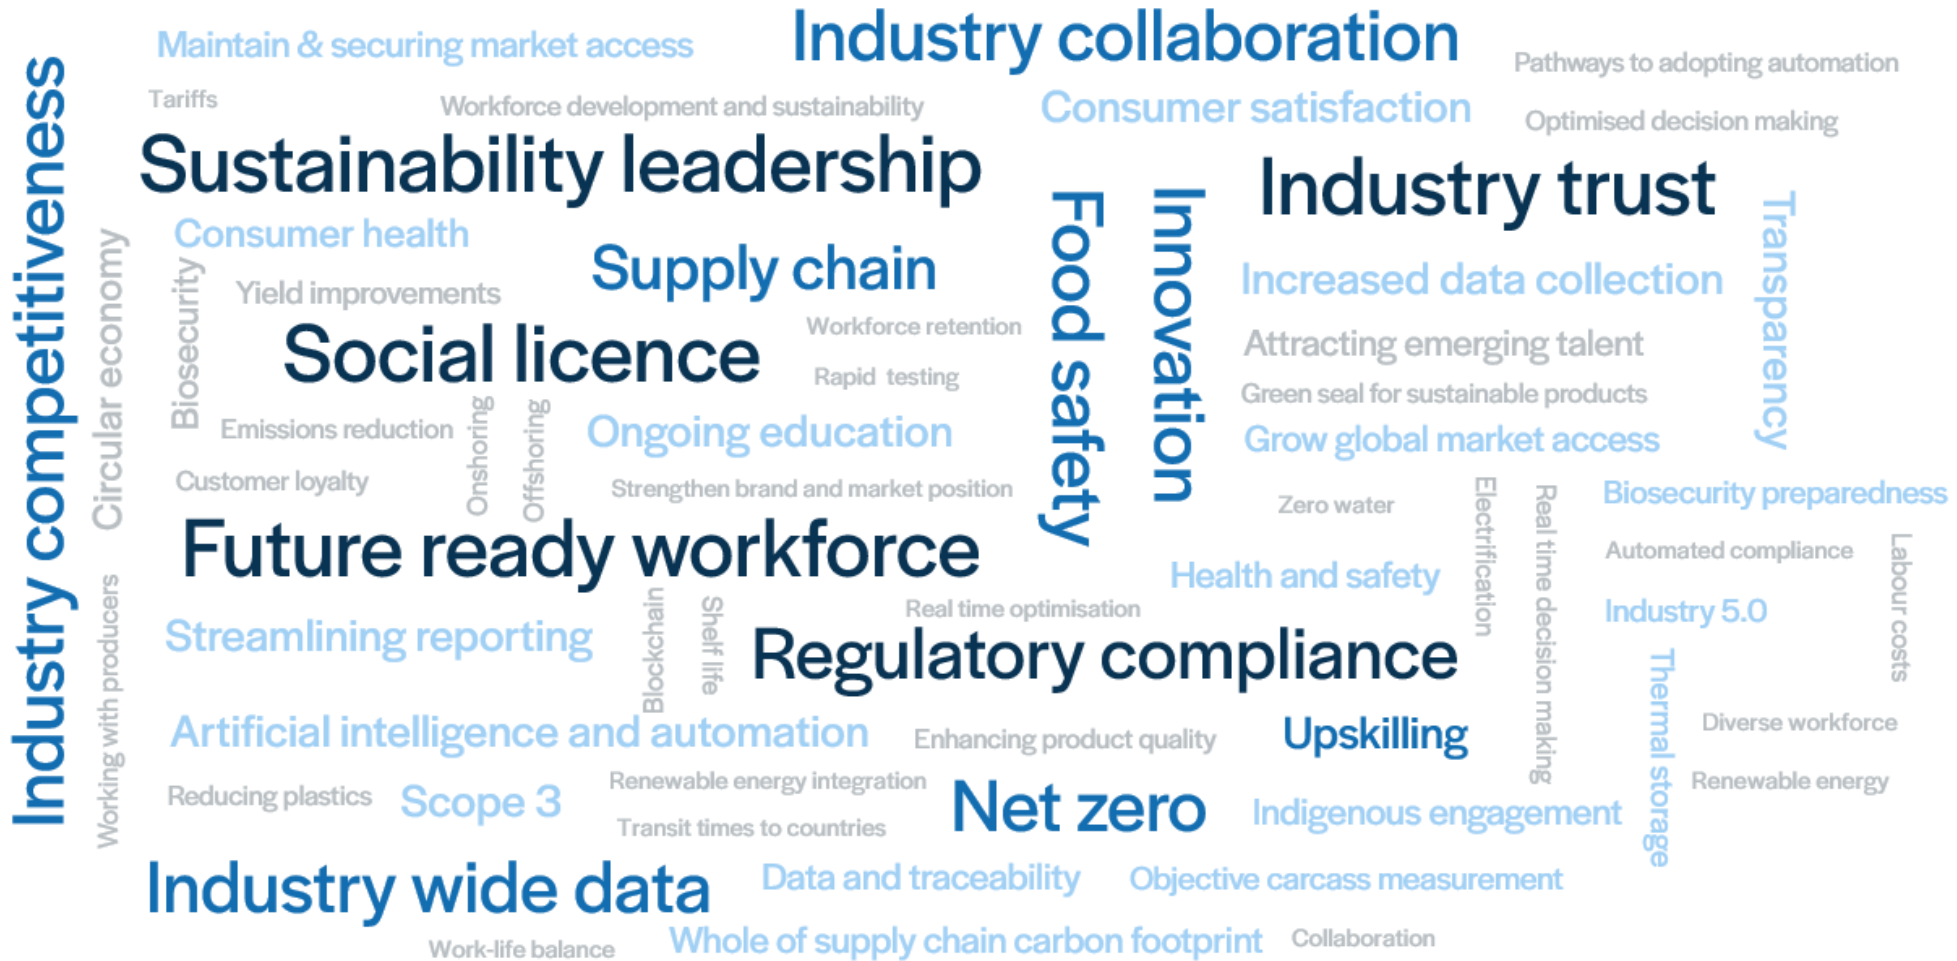 Maintain & securing market access
Industry collaboration
Pathways to adopting automation
Tariffs
Workforce development and sustainability
Consumer satisfaction
Optimised decision making
Industry competitiveness
Sustainability leadership
Industry trust
Food safety
Innovation
Transparency
Consumer health
Circular economy
Biosecurity
Supply chain
Increased data collection
Yield improvements
Workforce retention
Social licence
Attracting emerging talent
Rapid testing
Green seal for sustainable products
Emissions reduction
Onshoring
Offshoring
Ongoing education
Grow global market access
Customer loyalty
Strengthen brand and market position
Zero water
Electrification
Real time decision making
Biosecurity preparedness
Future ready workforce
Automated compliance
Labour costs
Health and safety
Working with producers
Blockchain
Shelf life
Real time optimisation
Industry 5.0
Streamlining reporting
Regulatory compliance
Thermal storage
Artificial intelligence and automation
Enhancing product quality
Upskilling
Diverse workforce
Reducing plastics
Scope 3
Renewable energy integration
Net zero
Renewable energy
Indigenous engagement
Transit times to countries
Industry wide data
Data and traceability
Objective carcass measurement
Work-life balance
Whole of supply chain carbon footprint
Collaboration